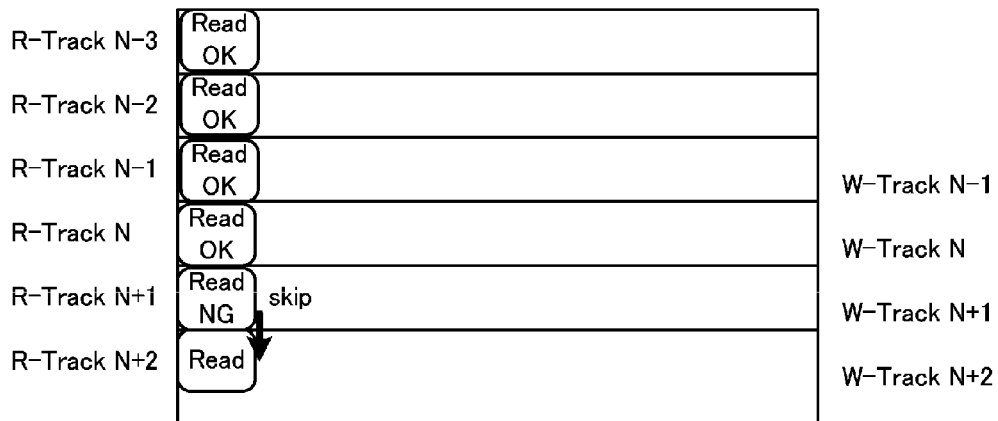 R-Track N-3
Read
OK
R-Track N-2
Read
OK
R-Track N-1
Read
OK
W-Track N-1
R-Track N
Read
OK
W-Track N
R-Track N+1
Read
NG
skip
W-Track N+1
R-Track N+2
Read
W-Track N+2